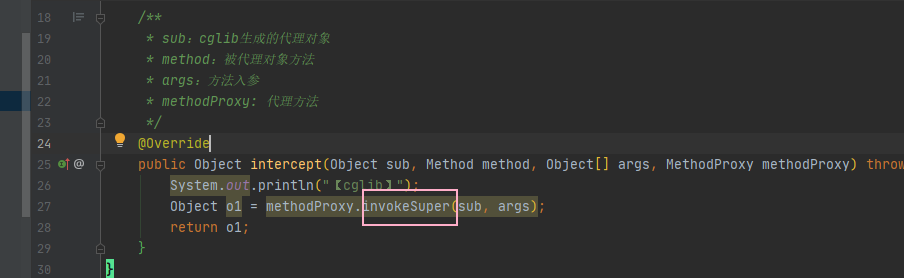 18 /**
19 * sub：cglib生成的代理对象
20 * method：被代理对象方法
21 * args：方法入参
22 * methodProxy: 代理方法
23 */
24 @Override
25 @ public Object intercept(Object sub, Method method, Object[] args, MethodProxy methodProxy) throw
26 System.out.println("【cglib】");
27 Object o1 = methodProxy.invokeSuper(sub, args);
28 return o1;
29 }
30 }